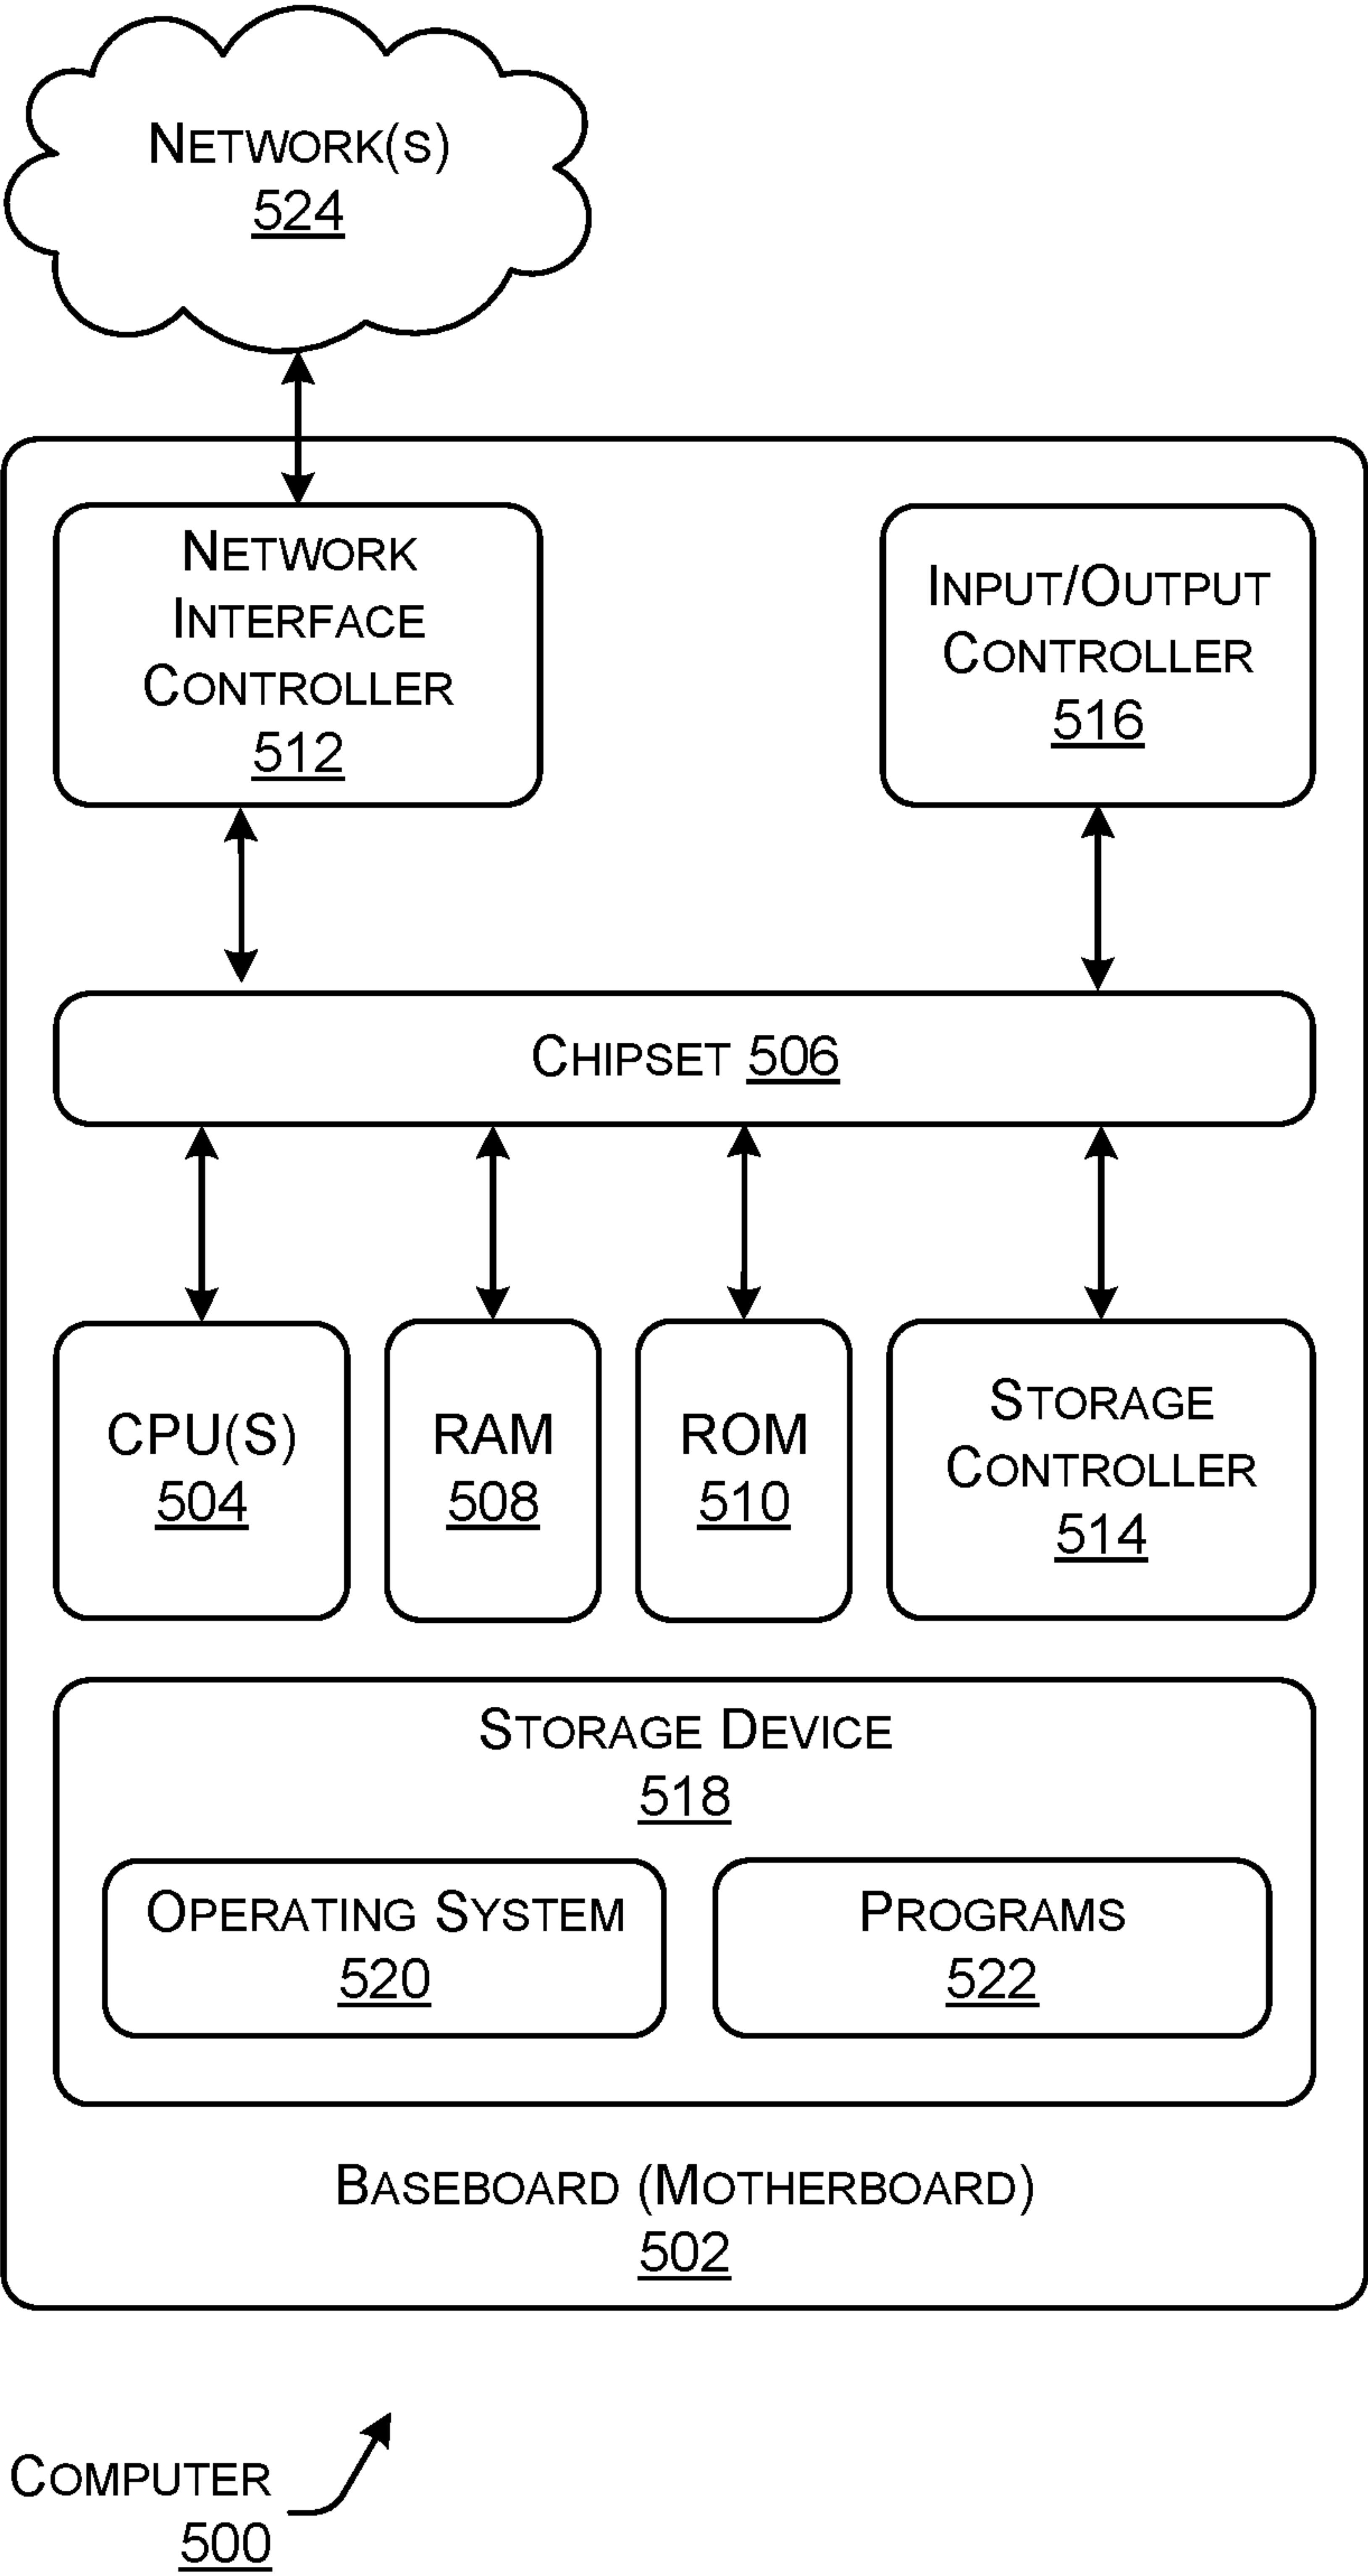 NETWORK(S)
524
NETWORK
INTERFACE
CONTROLLER
512
INPUT/OUTPUT
CONTROLLER
516
CHIPSET 506
CPU(S)
504
RAM
508
ROM
510
STORAGE
CONTROLLER
514
STORAGE DEVICE
518
OPERATING SYSTEM
520
PROGRAMS
522
BASEBOARD (MOTHERBOARD)
502
COMPUTER
500